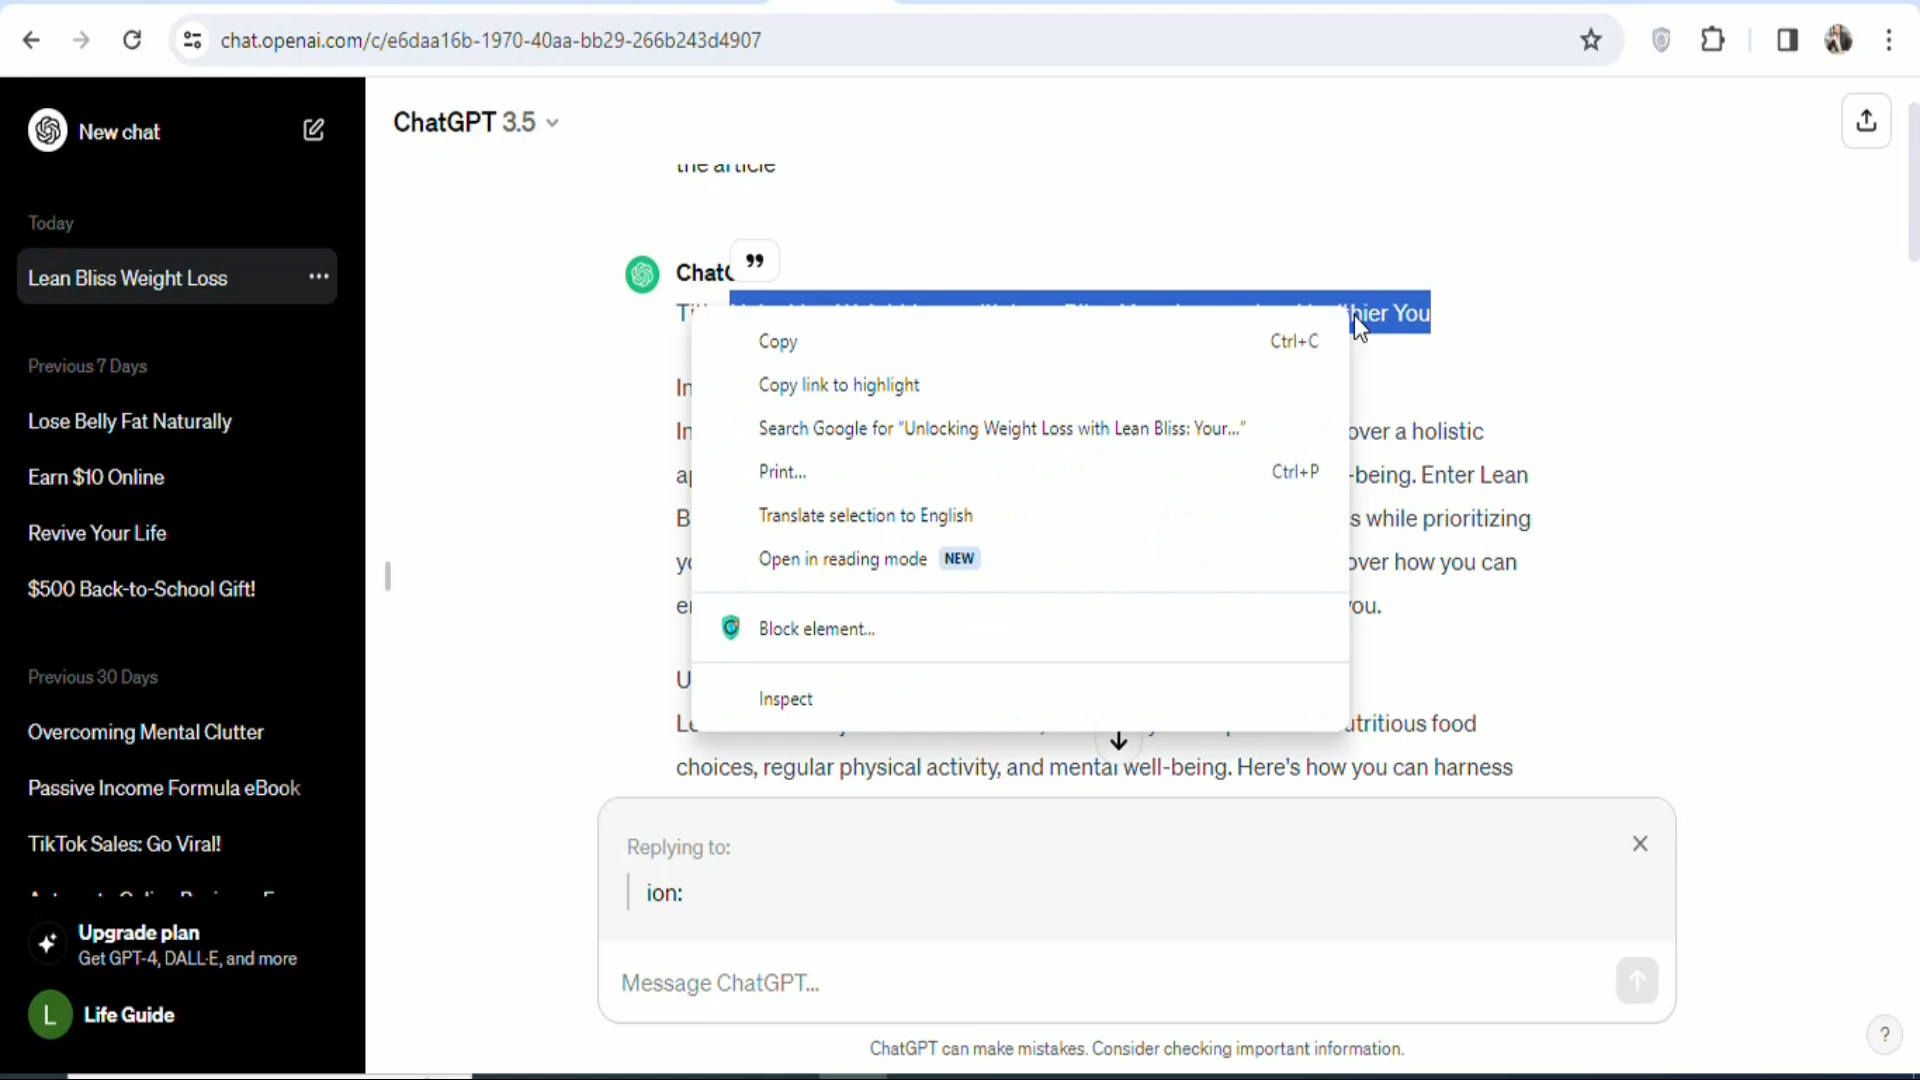 chat.openai.com/c/e6daa16b-1970-40aa-bb29-266b243d4907
New chat
Today
Lean Bliss Weight Loss
Previous 7 Days
Lose Belly Fat Naturally
Earn $10 Online
Revive Your Life
$500 Back-to-School Gift!
Previous 30 Days
Overcoming Mental Clutter
Passive Income Formula eBook
TikTok Sales: Go Viral!
Upgrade plan
Get GPT-4, DALL·E, and more
L Life Guide
ChatGPT 3.5
the article
hier You
Copy Ctrl+C
Copy link to highlight
Search Google for “Unlocking Weight Loss with Lean Bliss: Your...”
Print... Ctrl+P
Translate selection to English
Open in reading mode NEW
Block element...
Inspect
over a holistic
-being. Enter Lean
s while prioritizing
over how you can
ou.
utritious food
choices, regular physical activity, and mental well-being. Here's how you can harness
Replying to:
ion:
Message ChatGPT...
ChatGPT can make mistakes. Consider checking important information.
?